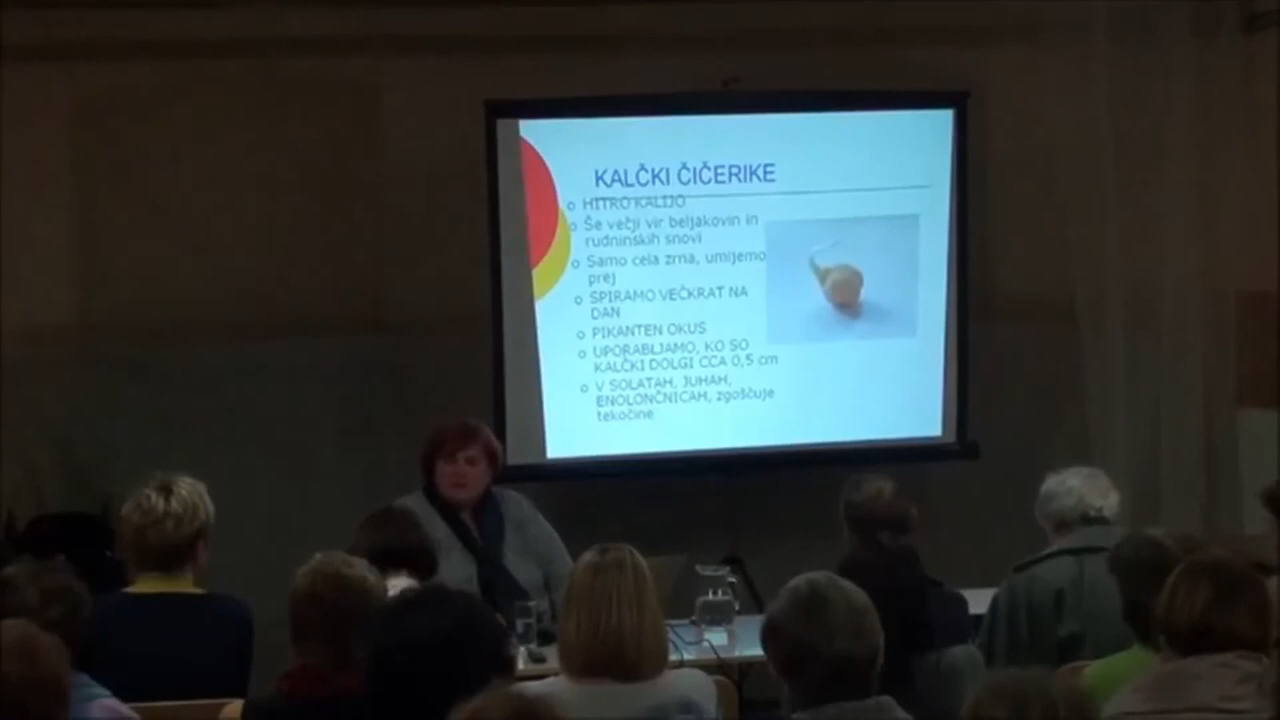 KALČKI ČIČERIKE
HITRO KALIJO
Še večji vir beljakovin in
rudninskih snovi
Samo cela zrna, umijemo
prej
SPIRAMO VEČKRAT NA
DAN
PIKANTEN OKUS
UPORABLJAMO, KO SO
KALČKI DOLGI CCA 0,5 cm
V SOLATAH, JUHAH,
ENOLONČNICAH, zgoščuje
tekočine